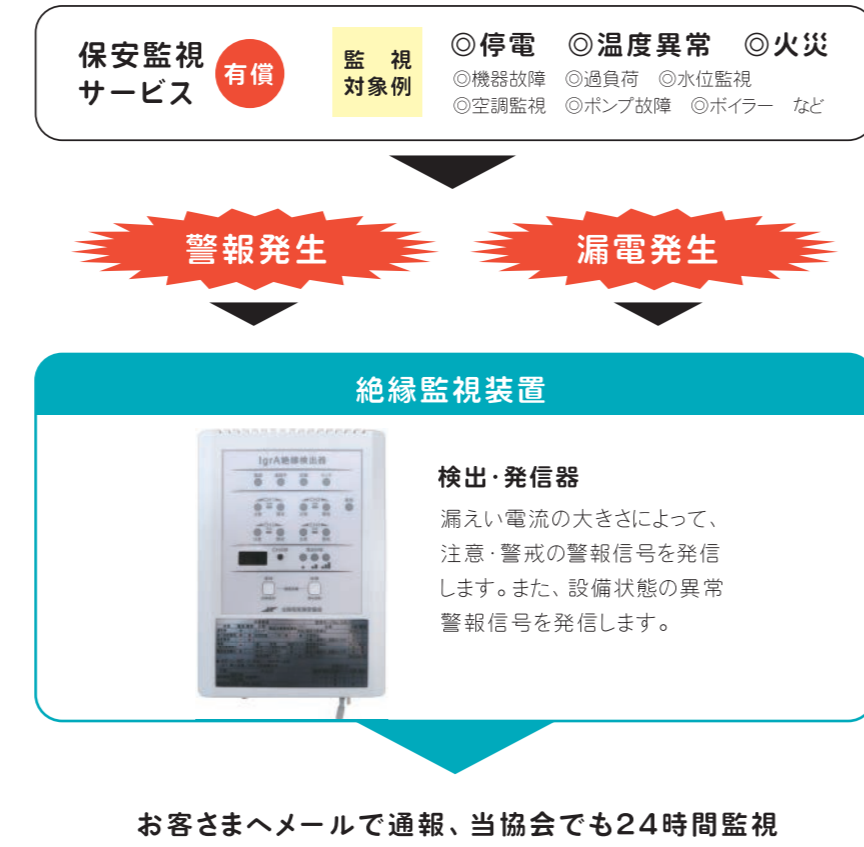 保安監視
サービス
有償
監 視
対象例
◎停電 ◎温度異常 ◎火災
◎機器故障 ◎過負荷 ◎水位監視
◎空調監視 ◎ポンプ故障 ◎ボイラー など
警報発生
漏電発生
絶縁監視装置
IgrA絶縁検出器
検出・発信器
漏えい電流の大きさによって、
注意・警戒の警報信号を発信
します。また、設備状態の異常
警報信号を発信します。
お客さまへメールで通報、当協会でも24時間監視